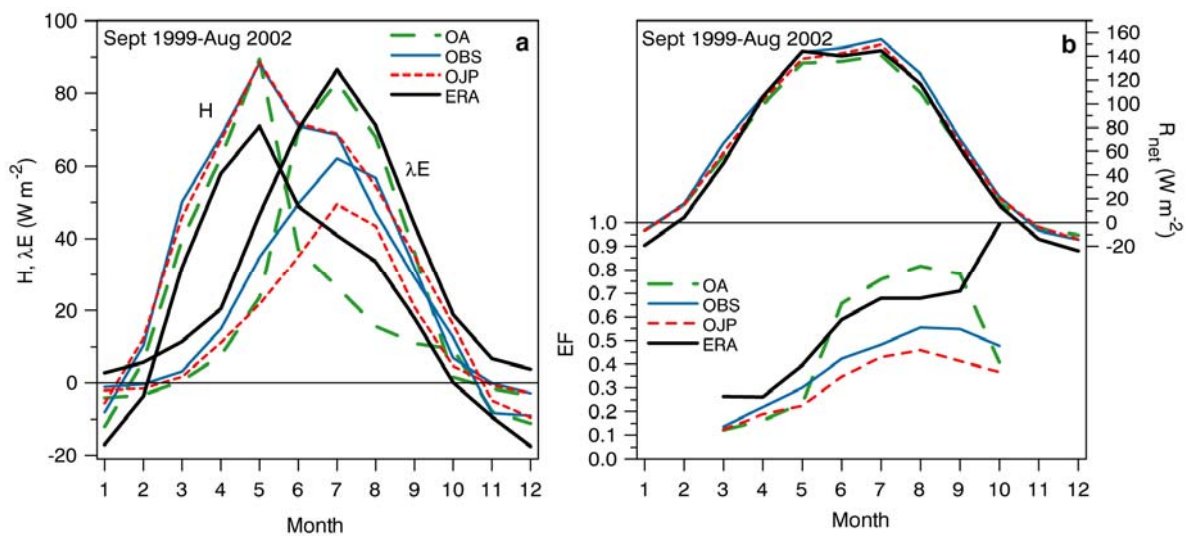 Sept 1999-Aug 2002
a
OA
OBS
OJP
ERA
H
λE
H, λE (W m-2)
100
80
60
40
20
0
-20
1 2 3 4 5 6 7 8 9 10 11 12
Month
Sept 1999-Aug 2002
b
160
140
120
100
80
60
40
20
0
-20
Rnet (W m-2)
1.0
0.9
0.8
0.7
0.6
0.5
0.4
0.3
0.2
0.1
0.0
EF
OA
OBS
OJP
ERA
1 2 3 4 5 6 7 8 9 10 11 12
Month